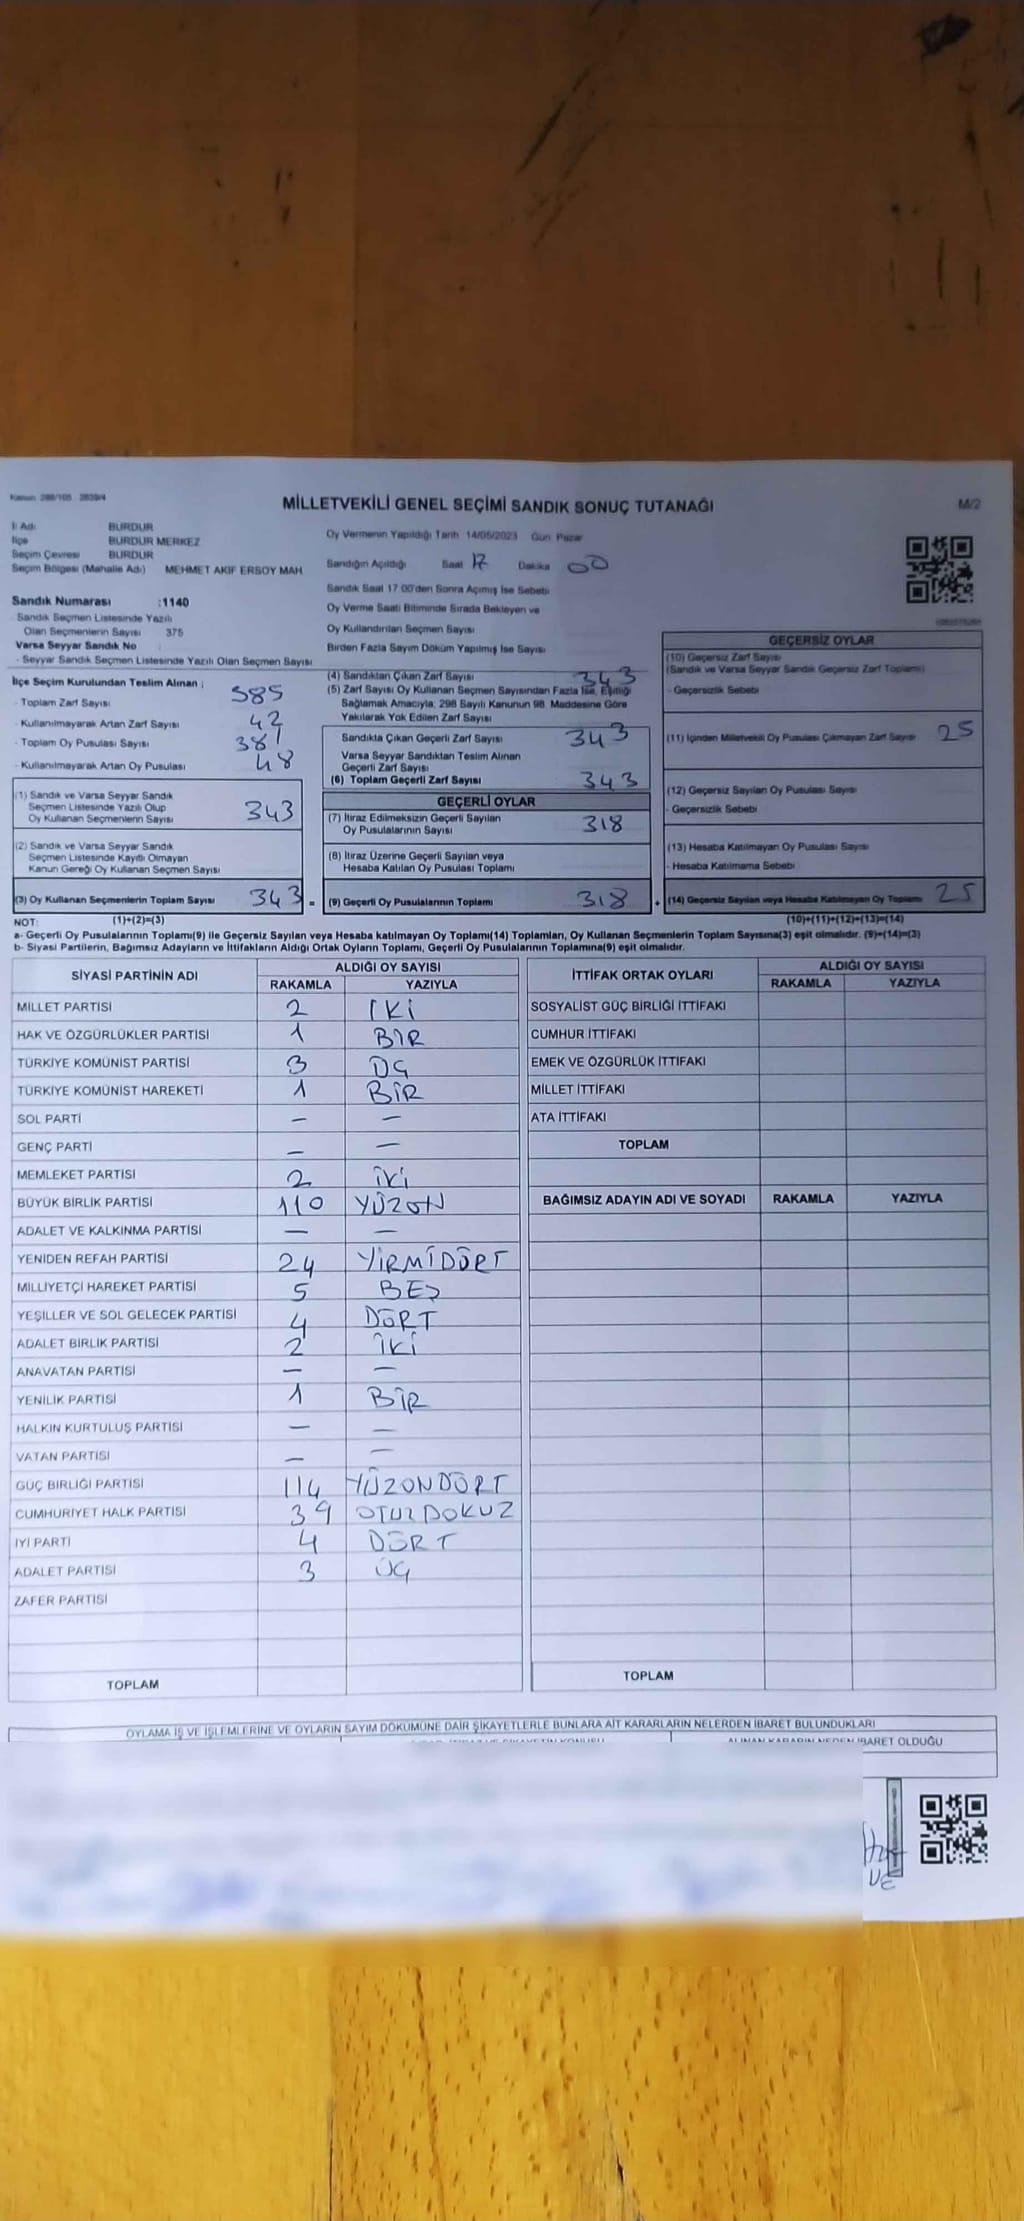 Kanun 298/105 2839/4
MİLLETVEKİLİ GENEL SEÇİMİ SANDIK SONUÇ TUTANAĞI
M/2
İl Adı BURDUR
İlçe BURDUR MERKEZ
Seçim Çevresi BURDUR
Seçim Bölgesi (Mahalle Adı) MEHMET AKİF ERSOY MAH
Sandık Numarası :1140
Sandık Seçmen Listesinde Yazılı
Olan Seçmenlerin Sayısı 375
Varsa Seyyar Sandık No
- Seyyar Sandık Seçmen Listesinde Yazılı Olan Seçmen Sayısı
Oy Vermenin Yapıldığı Tarih 14/05/2023 Gün Pazar
Sandığın Açıldığı Saat 17 Dakika 00
Sandık Saat 17.00'den Sonra Açımış İse Sebebi
Oy Verme Saati Bitiminde Sırada Bekleyen ve
Oy Kullandırılan Seçmen Sayısı
Birden Fazla Sayım Döküm Yapılmış İse Sayısı
İlçe Seçim Kurulundan Teslim Alınan ;
- Toplam Zarf Sayısı 385
- Kullanılmayarak Artan Zarf Sayısı 42
- Toplam Oy Pusulası Sayısı 381
- Kullanılmayarak Artan Oy Pusulası 48
(1) Sandık ve Varsa Seyyar Sandık
Seçmen Listesinde Yazılı Olup
Oy Kullanan Seçmenlerin Sayısı 343
(2) Sandık ve Varsa Seyyar Sandık
Seçmen Listesinde Kayıtlı Olmayan
Kanun Gereği Oy Kullanan Seçmen Sayısı
(3) Oy Kullanan Seçmenlerin Toplam Sayısı 343 =
(4) Sandıktan Çıkan Zarf Sayısı 343
(5) Zarf Sayısı Oy Kullanan Seçmen Sayısından Fazla İse, Eşitliği
Sağlamak Amacıyla, 298 Sayılı Kanunun 98. Maddesine Göre
Yakılarak Yok Edilen Zarf Sayısı
Sandıkla Çıkan Geçerli Zarf Sayısı 343
Varsa Seyyar Sandıktan Teslim Alınan
Geçerli Zarf Sayısı
(6) Toplam Geçerli Zarf Sayısı 343
GEÇERLİ OYLAR
(7) İtiraz Edilmeksizin Geçerli Sayılan
Oy Pusulalarının Sayısı 318
(8) İtiraz Üzerine Geçerli Sayılan veya
Hesaba Katılan Oy Pusulası Toplamı
(9) Geçerli Oy Pusulalarının Toplamı 318 +
GEÇERSİZ OYLAR
(10) Geçersiz Zarf Sayısı
(Sandık ve Varsa Seyyar Sandık Geçersiz Zarf Toplamı)
- Geçersizlik Sebebi
(11) İçinden Milletvekili Oy Pusulası Çıkmayan Zarf Sayısı 25
(12) Geçersiz Sayılan Oy Pusulası Sayısı
- Geçersizlik Sebebi
(13) Hesaba Katılmayan Oy Pusulası Sayısı
- Hesaba Katılmama Sebebi
(14) Geçersiz Sayılan veya Hesaba Katılmayan Oy Toplamı 25
NOT: (1)+(2)=(3) (10)+(11)+(12)+(13)=(14)
a- Geçerli Oy Pusulalarının Toplamı(9) ile Geçersiz Sayılan veya Hesaba katılmayan Oy Toplamı(14) Toplamları, Oy Kullanan Seçmenlerin Toplam Sayısına(3) eşit olmalıdır. (9)+(14)=(3)
b- Siyasi Partilerin, Bağımsız Adayların ve İttifakların Aldığı Ortak Oyların Toplamı, Geçerli Oy Pusulalarının Toplamına(9) eşit olmalıdır.
SİYASİ PARTİNİN ADI ALDIĞI OY SAYISI
RAKAMLA YAZIYLA
MİLLET PARTİSİ 2 İKİ
HAK VE ÖZGÜRLÜKLER PARTİSİ 1 BİR
TÜRKİYE KOMÜNİST PARTİSİ 3 ÜÇ
TÜRKİYE KOMÜNİST HAREKETİ 1 BİR
SOL PARTİ — —
GENÇ PARTİ — —
MEMLEKET PARTİSİ 2 İKİ
BÜYÜK BİRLİK PARTİSİ 110 YÜZON
ADALET VE KALKINMA PARTİSİ — —
YENİDEN REFAH PARTİSİ 24 YİRMİDÖRT
MİLLİYETÇİ HAREKET PARTİSİ 5 BEŞ
YEŞİLLER VE SOL GELECEK PARTİSİ 4 DÖRT
ADALET BİRLİK PARTİSİ 2 İKİ
ANAVATAN PARTİSİ — —
YENİLİK PARTİSİ 1 BİR
HALKIN KURTULUŞ PARTİSİ — —
VATAN PARTİSİ — —
GÜÇ BİRLİĞİ PARTİSİ 114 YÜZONDÖRT
CUMHURİYET HALK PARTİSİ 39 OTUZDOKUZ
İYİ PARTİ 4 DÖRT
ADALET PARTİSİ 3 ÜÇ
ZAFER PARTİSİ
TOPLAM
İTTİFAK ORTAK OYLARI ALDIĞI OY SAYISI
RAKAMLA YAZIYLA
SOSYALİST GÜÇ BİRLİĞİ İTTİFAKI
CUMHUR İTTİFAKI
EMEK VE ÖZGÜRLÜK İTTİFAKI
MİLLET İTTİFAKI
ATA İTTİFAKI
TOPLAM
BAĞIMSIZ ADAYIN ADI VE SOYADI RAKAMLA YAZIYLA
TOPLAM
OYLAMA İŞ VE İŞLEMLERİNE VE OYLARIN SAYIM DÖKÜMÜNE DAİR ŞİKAYETLERLE BUNLARA AİT KARARLARIN NELERDEN İBARET BULUNDUKLARI
ALINAN KARARIN NEDEN İBARET OLDUĞU